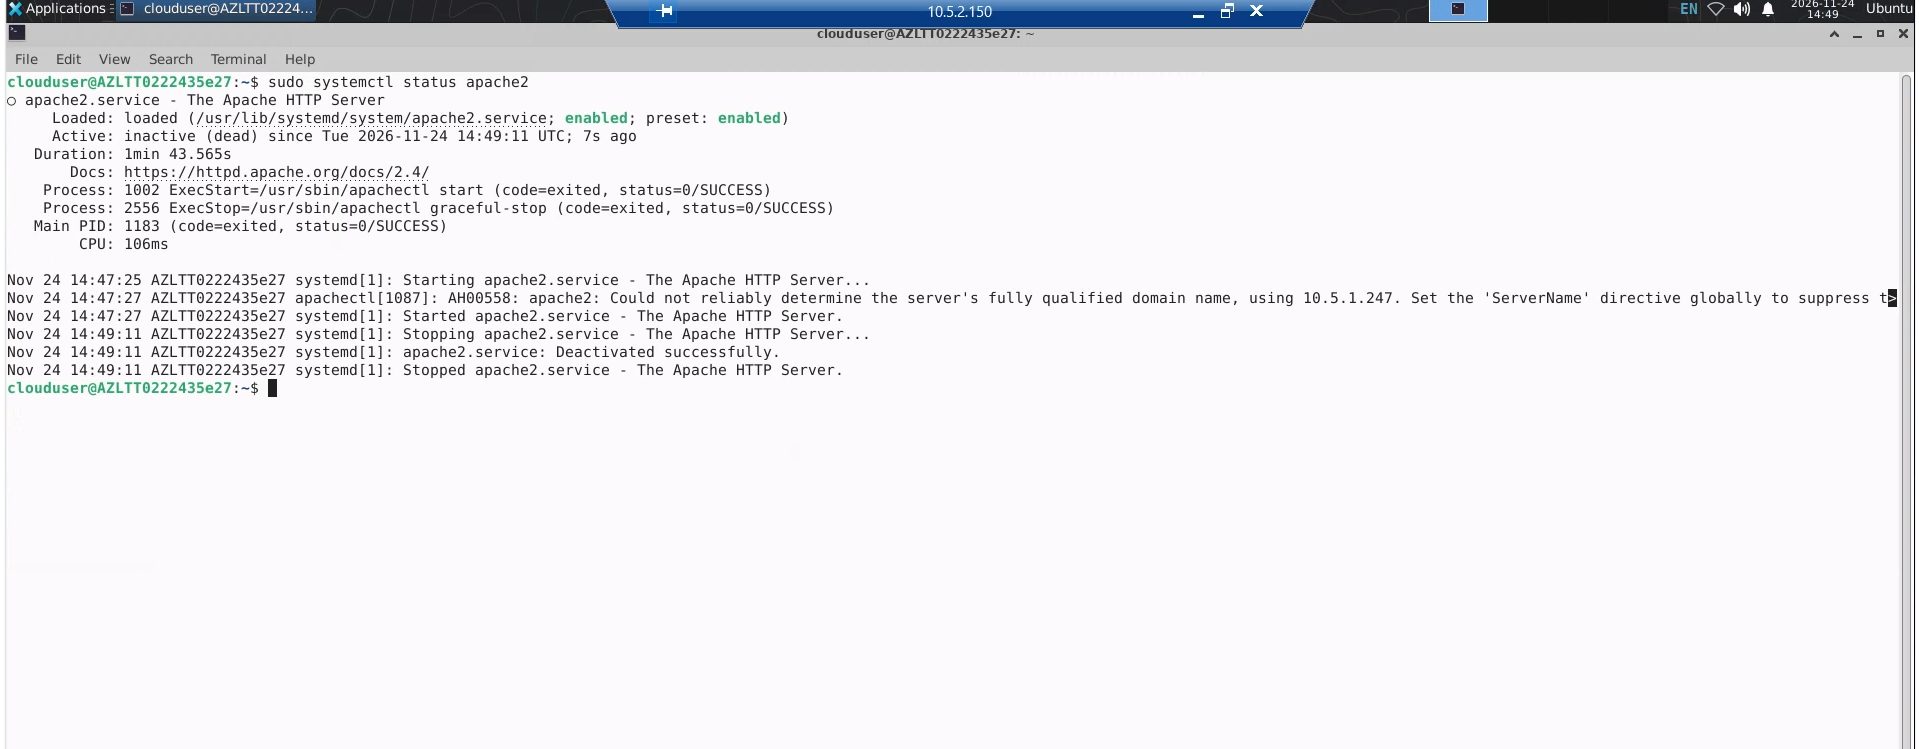 Applications clouduser@AZLTT02224... 10.5.2.150 EN 2026-11-24 14:49 Ubuntu
clouduser@AZLTT0222435e27: ~
File Edit View Search Terminal Help
clouduser@AZLTT0222435e27:~$ sudo systemctl status apache2
○ apache2.service - The Apache HTTP Server
Loaded: loaded (/usr/lib/systemd/system/apache2.service; enabled; preset: enabled)
Active: inactive (dead) since Tue 2026-11-24 14:49:11 UTC; 7s ago
Duration: 1min 43.565s
Docs: https://httpd.apache.org/docs/2.4/
Process: 1002 ExecStart=/usr/sbin/apachectl start (code=exited, status=0/SUCCESS)
Process: 2556 ExecStop=/usr/sbin/apachectl graceful-stop (code=exited, status=0/SUCCESS)
Main PID: 1183 (code=exited, status=0/SUCCESS)
CPU: 106ms
Nov 24 14:47:25 AZLTT0222435e27 systemd[1]: Starting apache2.service - The Apache HTTP Server...
Nov 24 14:47:27 AZLTT0222435e27 apachectl[1087]: AH00558: apache2: Could not reliably determine the server's fully qualified domain name, using 10.5.1.247. Set the 'ServerName' directive globally to suppress t>
Nov 24 14:47:27 AZLTT0222435e27 systemd[1]: Started apache2.service - The Apache HTTP Server.
Nov 24 14:49:11 AZLTT0222435e27 systemd[1]: Stopping apache2.service - The Apache HTTP Server...
Nov 24 14:49:11 AZLTT0222435e27 systemd[1]: apache2.service: Deactivated successfully.
Nov 24 14:49:11 AZLTT0222435e27 systemd[1]: Stopped apache2.service - The Apache HTTP Server.
clouduser@AZLTT0222435e27:~$